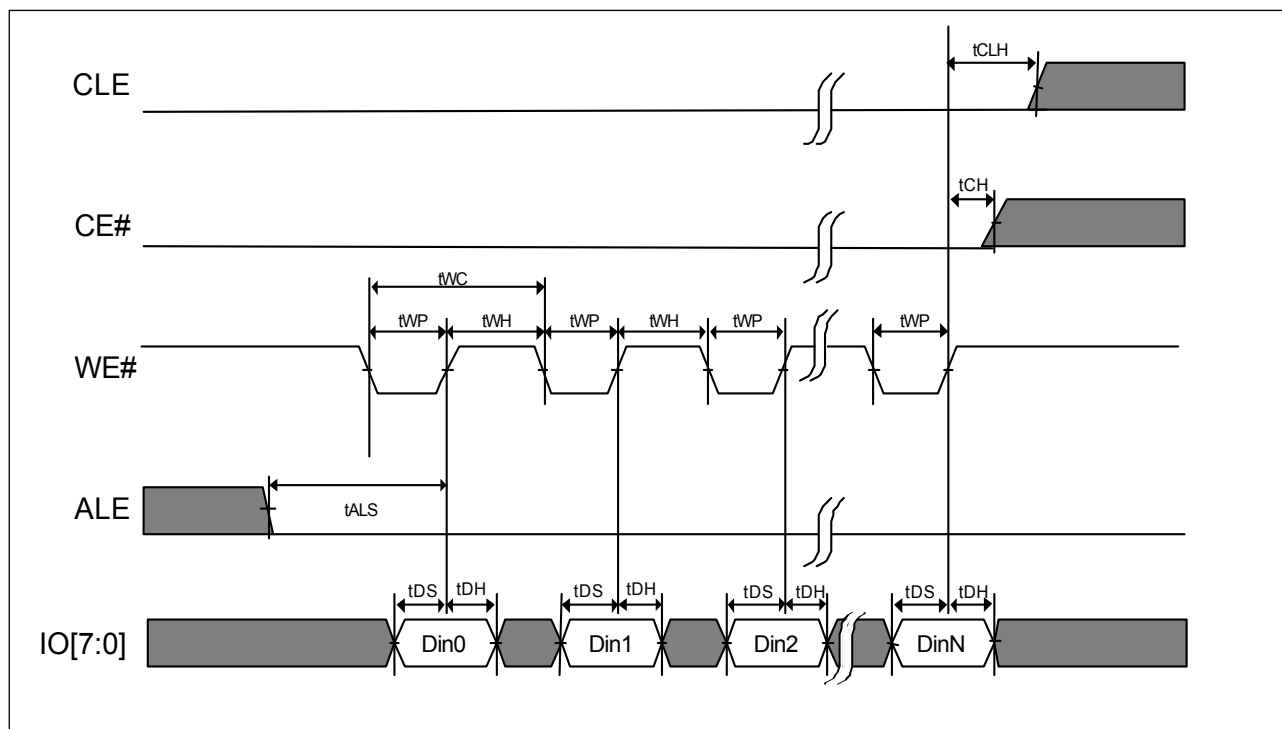 tCLH
CLE
tCH
CE#
tWC
tWP tWH tWP tWH tWP tWP
WE#
ALE
tALS
tDS tDH tDS tDH tDS tDH tDS tDH
IO[7:0] Din0 Din1 Din2 DinN